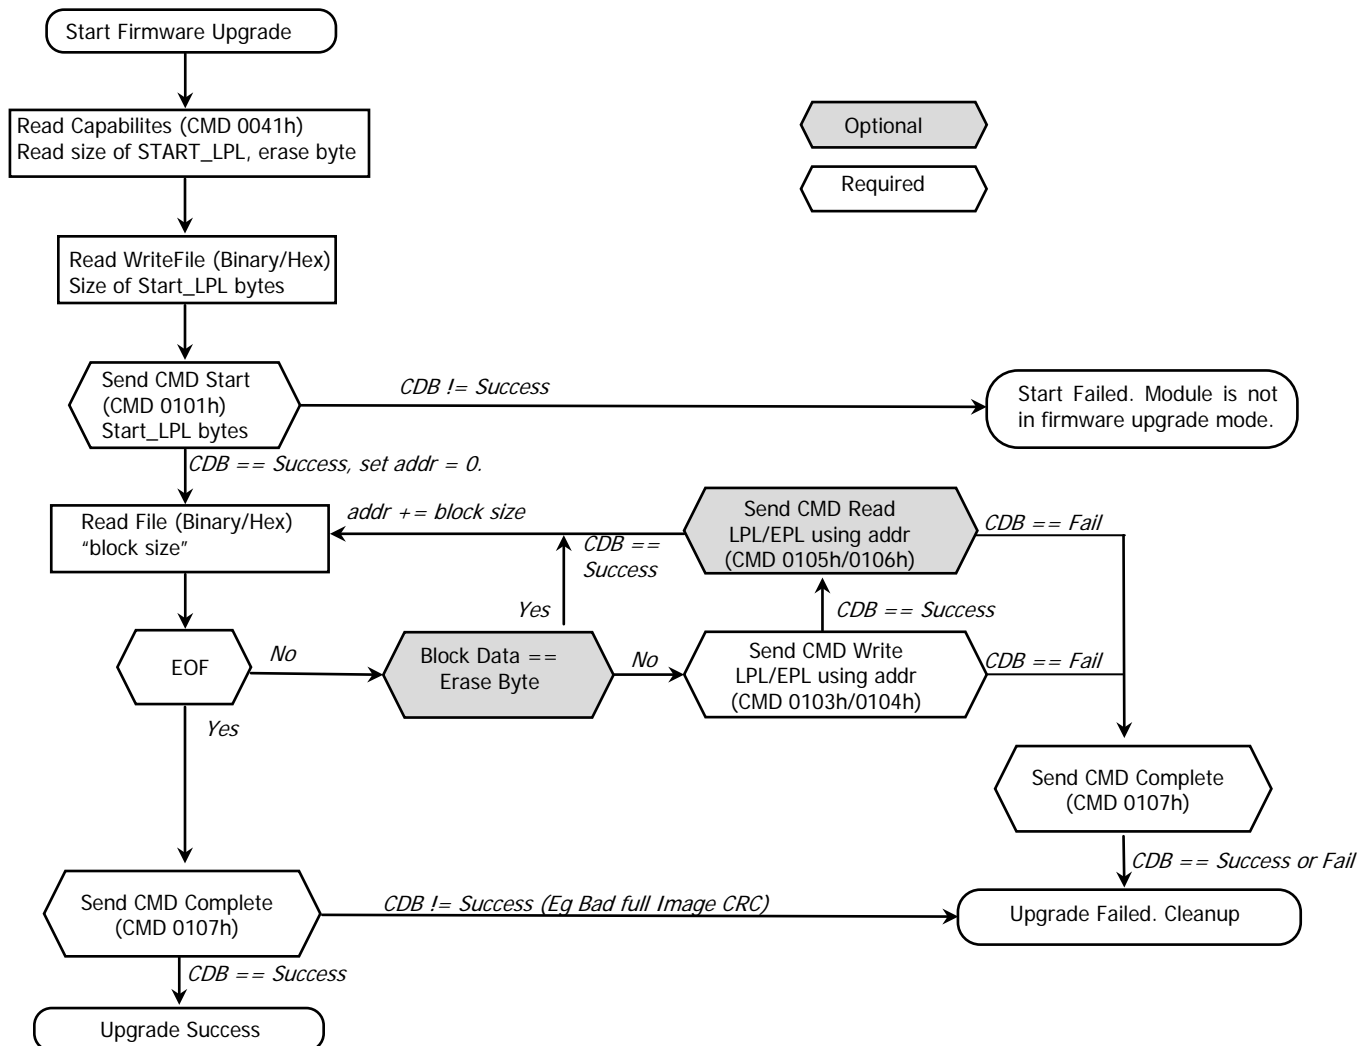 Start Firmware Upgrade
Read Capabilites (CMD 0041h)
Read size of START_LPL, erase byte
Optional
Required
Read WriteFile (Binary/Hex)
Size of Start_LPL bytes
Send CMD Start
(CMD 0101h)
Start_LPL bytes
CDB != Success
Start Failed. Module is not
in firmware upgrade mode.
CDB == Success, set addr = 0.
Read File (Binary/Hex)
“block size”
addr += block size
Send CMD Read
LPL/EPL using addr
(CMD 0105h/0106h)
CDB == Fail
CDB ==
Success
Yes
CDB == Success
EOF
No
Block Data ==
Erase Byte
No
Send CMD Write
LPL/EPL using addr
(CMD 0103h/0104h)
CDB == Fail
Yes
Send CMD Complete
(CMD 0107h)
CDB == Success or Fail
Send CMD Complete
(CMD 0107h)
CDB != Success (Eg Bad full Image CRC)
Upgrade Failed. Cleanup
CDB == Success
Upgrade Success